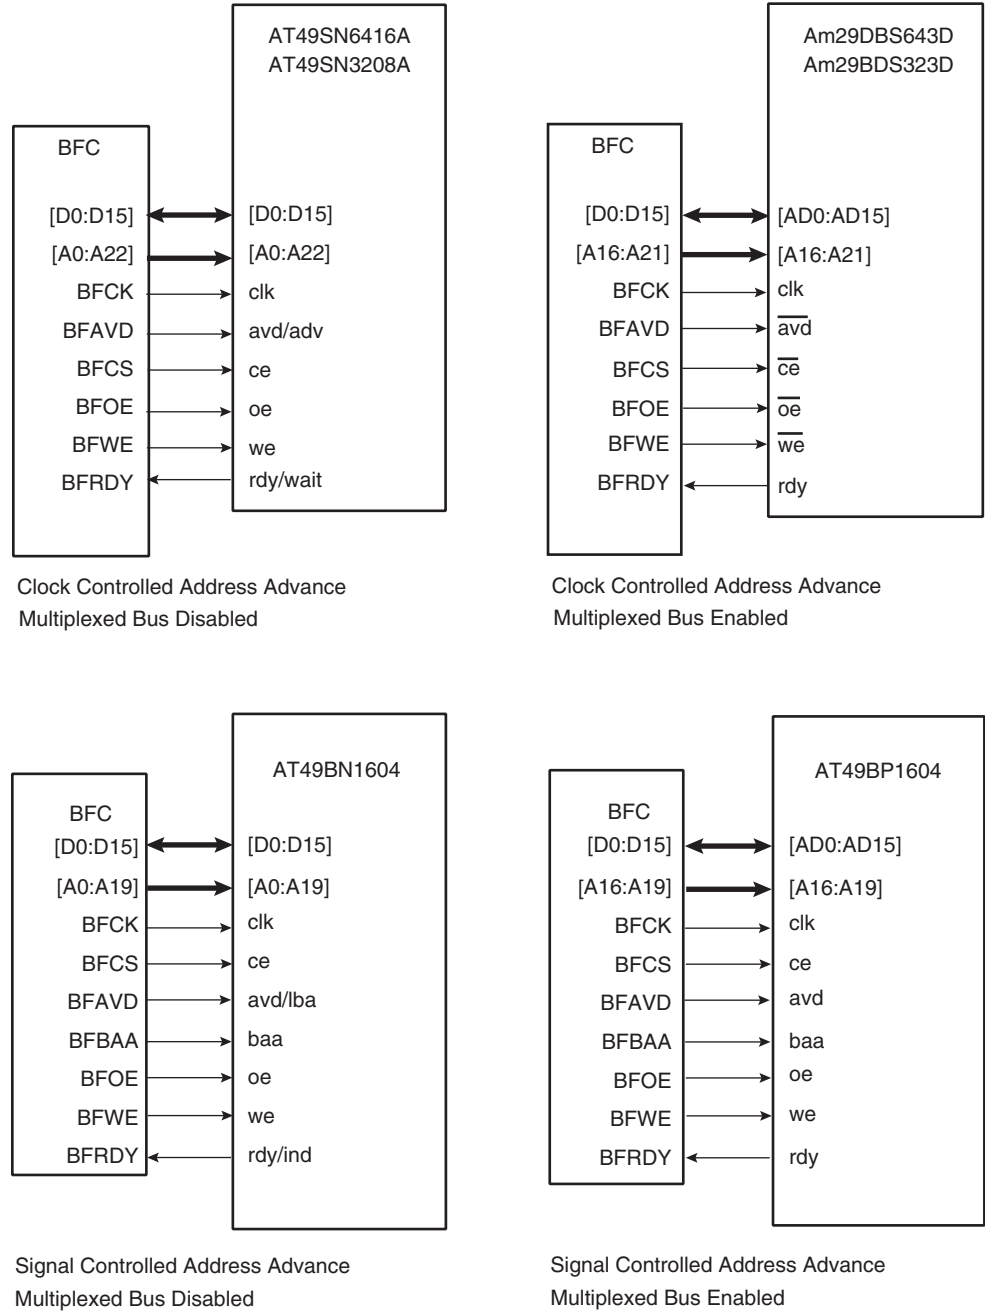 AT49SN6416A
AT49SN3208A
BFC
[D0:D15] [D0:D15]
[A0:A22] [A0:A22]
BFCK clk
BFAVD avd/adv
BFCS ce
BFOE oe
BFWE we
BFRDY rdy/wait
Clock Controlled Address Advance
Multiplexed Bus Disabled
Am29DBS643D
Am29BDS323D
BFC
[D0:D15] [AD0:AD15]
[A16:A21] [A16:A21]
BFCK clk
BFAVD avd
BFCS ce
BFOE oe
BFWE we
BFRDY rdy
Clock Controlled Address Advance
Multiplexed Bus Enabled
AT49BN1604
BFC
[D0:D15] [D0:D15]
[A0:A19] [A0:A19]
BFCK clk
BFCS ce
BFAVD avd/lba
BFBAA baa
BFOE oe
BFWE we
BFRDY rdy/ind
Signal Controlled Address Advance
Multiplexed Bus Disabled
AT49BP1604
BFC
[D0:D15] [AD0:AD15]
[A16:A19] [A16:A19]
BFCK clk
BFCS ce
BFAVD avd
BFBAA baa
BFOE oe
BFWE we
BFRDY rdy
Signal Controlled Address Advance
Multiplexed Bus Enabled